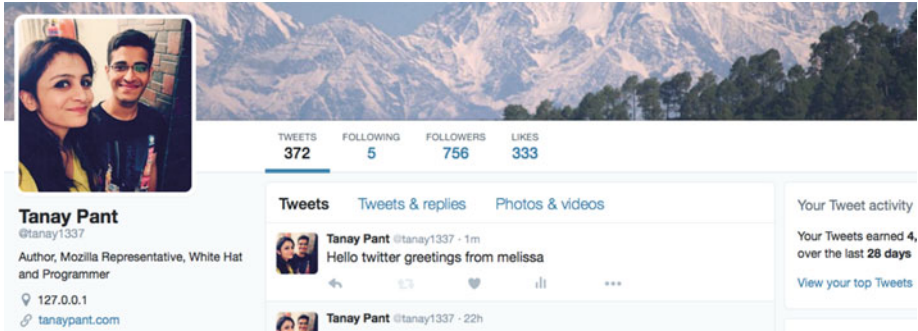 TWEETS FOLLOWING FOLLOWERS LIKES
372 5 756 333
Tanay Pant
@tanay1337
Author, Mozilla Representative, White Hat
and Programmer
127.0.0.1
tanaypant.com
Tweets Tweets & replies Photos & videos
Tanay Pant @tanay1337 · 1m
Hello twitter greetings from melissa
Tanay Pant @tanay1337 · 22h
Your Tweet activity
Your Tweets earned 4,
over the last 28 days
View your top Tweets